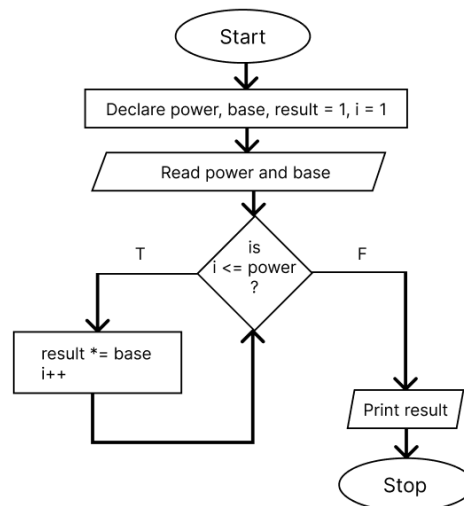 Start
Declare power, base, result = 1, i = 1
Read power and base
is
i <= power
?
T
F
result *= base
i++
Print result
Stop